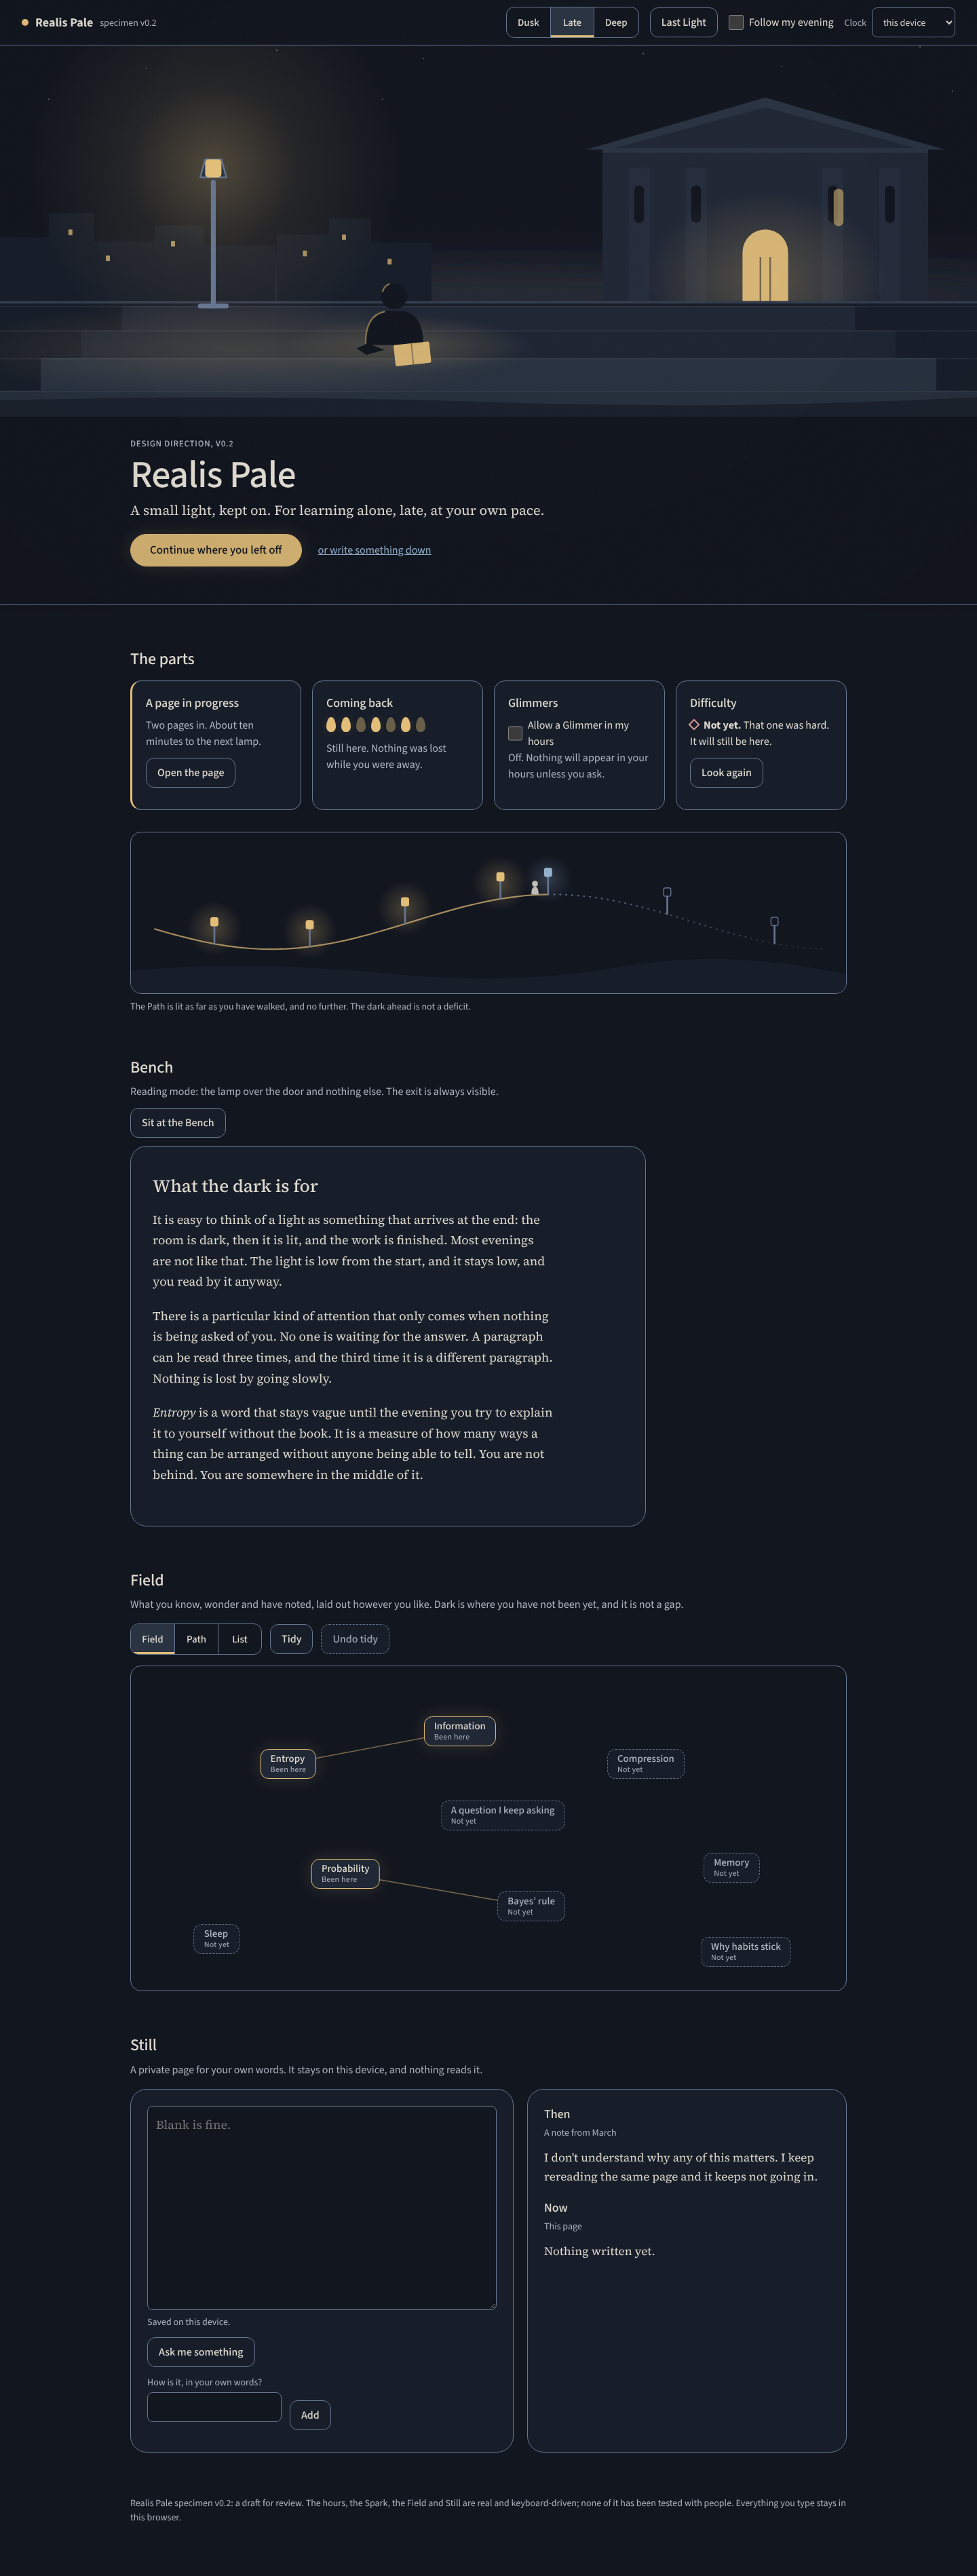 Realis Pale specimen v0.2
Dusk Late Deep Last Light Follow my evening Clock this device
DESIGN DIRECTION, V0.2
Realis Pale
A small light, kept on. For learning alone, late, at your own pace.
Continue where you left off or write something down
The parts
A page in progress
Two pages in. About ten
minutes to the next lamp.
Open the page
Coming back
Still here. Nothing was lost
while you were away.
Glimmers
Allow a Glimmer in my
hours
Off. Nothing will appear in your
hours unless you ask.
Difficulty
Not yet. That one was hard.
It will still be here.
Look again
The Path is lit as far as you have walked, and no further. The dark ahead is not a deficit.
Bench
Reading mode: the lamp over the door and nothing else. The exit is always visible.
Sit at the Bench
What the dark is for
It is easy to think of a light as something that arrives at the end: the
room is dark, then it is lit, and the work is finished. Most evenings
are not like that. The light is low from the start, and it stays low, and
you read by it anyway.
There is a particular kind of attention that only comes when nothing
is being asked of you. No one is waiting for the answer. A paragraph
can be read three times, and the third time it is a different paragraph.
Nothing is lost by going slowly.
Entropy is a word that stays vague until the evening you try to explain
it to yourself without the book. It is a measure of how many ways a
thing can be arranged without anyone being able to tell. You are not
behind. You are somewhere in the middle of it.
Field
What you know, wonder and have noted, laid out however you like. Dark is where you have not been yet, and it is not a gap.
Field Path List Tidy Undo tidy
Information
Been here
Entropy
Been here
Compression
Not yet
A question I keep asking
Not yet
Probability
Been here
Memory
Not yet
Bayes' rule
Not yet
Sleep
Not yet
Why habits stick
Not yet
Still
A private page for your own words. It stays on this device, and nothing reads it.
Blank is fine.
Saved on this device.
Ask me something
How is it, in your own words?
Add
Then
A note from March
I don't understand why any of this matters. I keep
rereading the same page and it keeps not going in.
Now
This page
Nothing written yet.
Realis Pale specimen v0.2: a draft for review. The hours, the Spark, the Field and Still are real and keyboard-driven; none of it has been tested with people. Everything you type stays in
this browser.